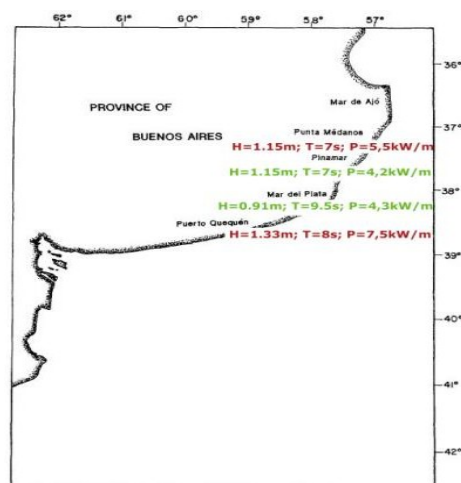 62° 61° 60° 59° 5,8° 57°
36°
Mar de Ajó
PROVINCE OF
Punta Médanos
37°
BUENOS AIRES
H=1.15m; T=7s; P=5,5kW/m
Pinamar
H=1.15m; T=7s; P=4,2kW/m
38°
Mar del Plata
H=0.91m; T=9.5s; P=4,3kW/m
Puerto Quequén
H=1.33m; T=8s; P=7,5kW/m
39°
40°
41°
42°